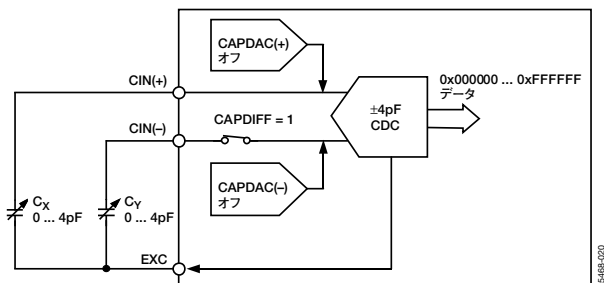 CAPDAC(+)
オフ
CIN(+)
0x000000 ... 0xFFFFFF
データ
±4pF
CDC
CAPDIFF = 1
CIN(–)
CAPDAC(–)
オフ
CX
0 ... 4pF
CY
0 ... 4pF
EXC
5468-020